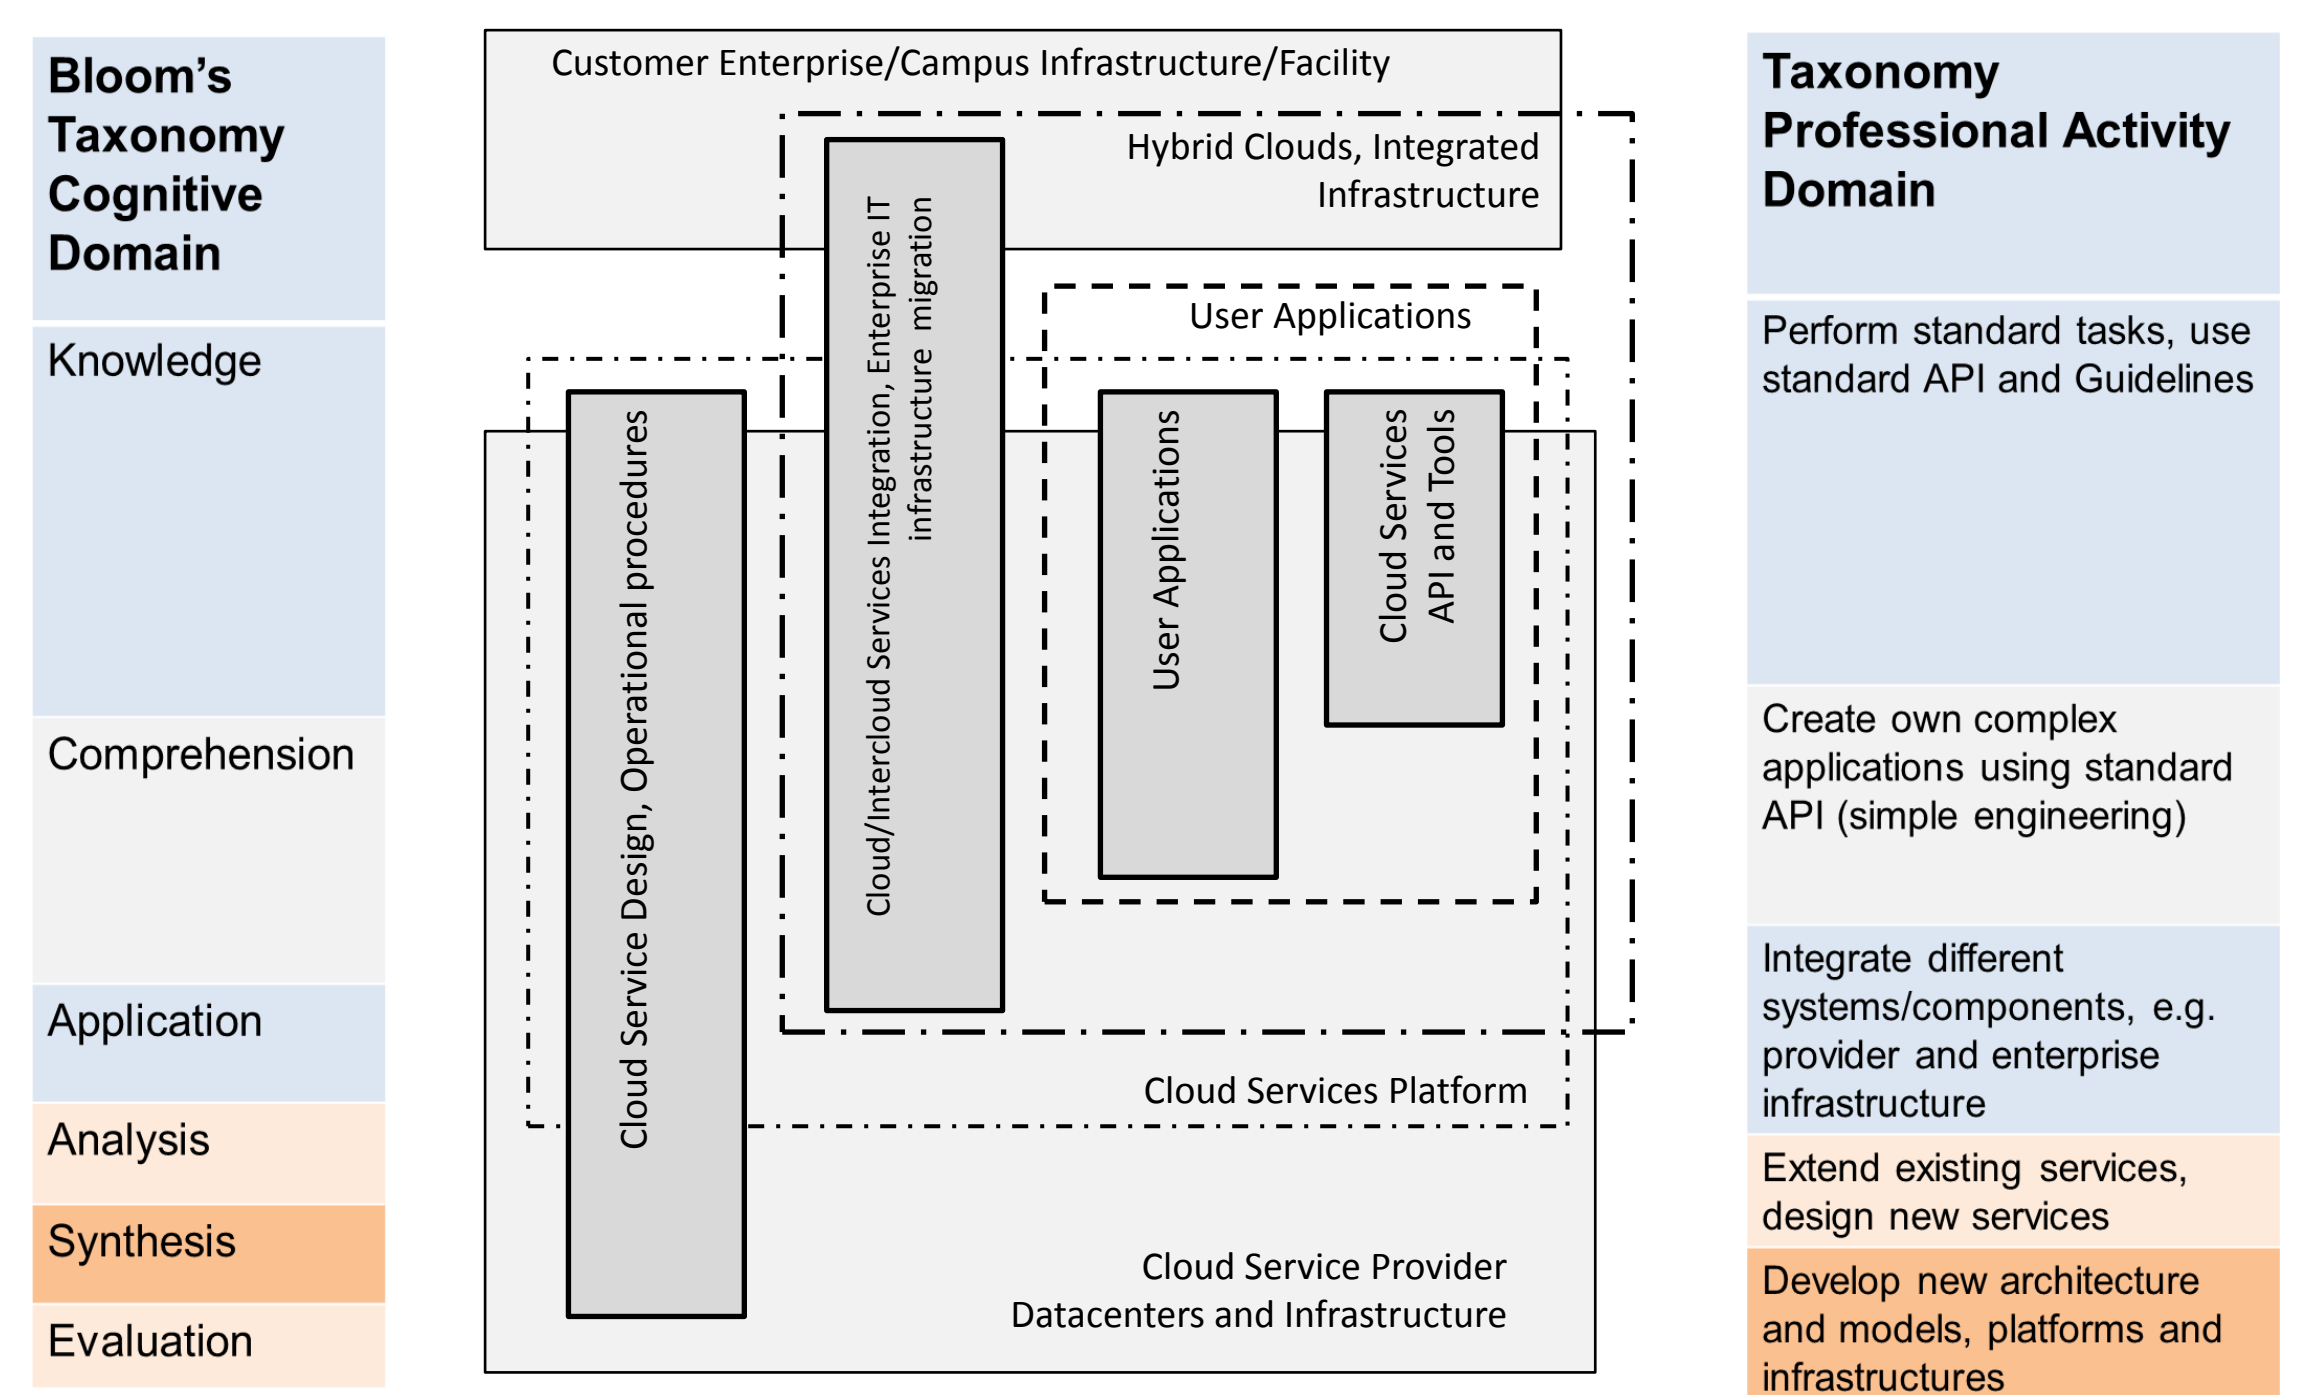 Bloom's
Taxonomy
Cognitive
Domain
Knowledge
Comprehension
Application
Analysis
Synthesis
Evaluation
Customer Enterprise/Campus Infrastructure/Facility
Hybrid Clouds, Integrated
Infrastructure
User Applications
Cloud Service Design, Operational procedures
Cloud/Intercloud Services Integration, Enterprise IT
infrastructure migration
User Applications
Cloud Services
API and Tools
Cloud Services Platform
Cloud Service Provider
Datacenters and Infrastructure
Taxonomy
Professional Activity
Domain
Perform standard tasks, use
standard API and Guidelines
Create own complex
applications using standard
API (simple engineering)
Integrate different
systems/components, e.g.
provider and enterprise
infrastructure
Extend existing services,
design new services
Develop new architecture
and models, platforms and
infrastructures